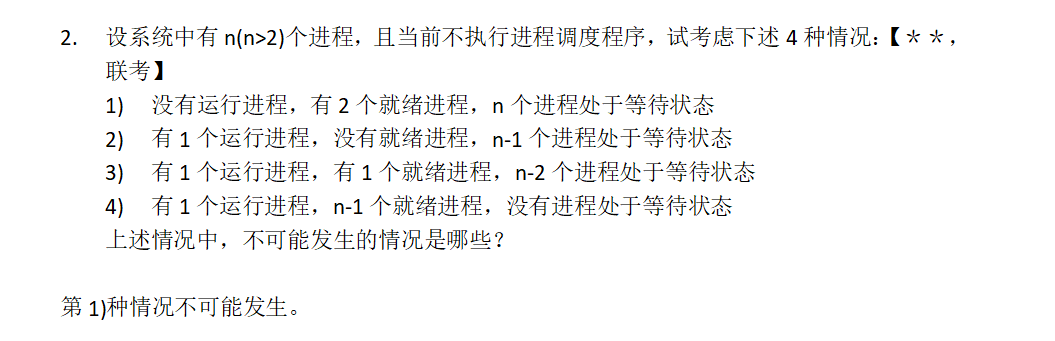 2. 设系统中有 n(n>2)个进程，且当前不执行进程调度程序，试考虑下述 4 种情况：【＊＊，
联考】
1) 没有运行进程，有 2 个就绪进程，n 个进程处于等待状态
2) 有 1 个运行进程，没有就绪进程，n-1 个进程处于等待状态
3) 有 1 个运行进程，有 1 个就绪进程，n-2 个进程处于等待状态
4) 有 1 个运行进程，n-1 个就绪进程，没有进程处于等待状态
上述情况中，不可能发生的情况是哪些？
第 1)种情况不可能发生。